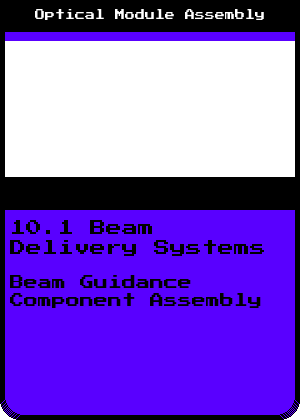 Optical Module Assembly
10.1 Beam
Delivery Systems
Beam Guidance
Component Assembly